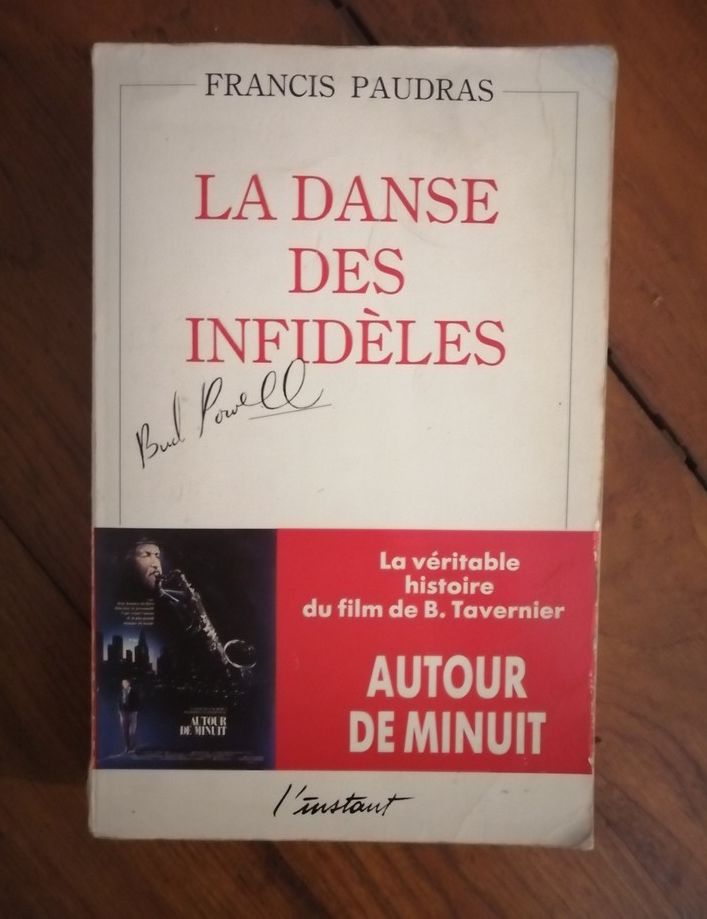 FRANCIS PAUDRAS
LA DANSE
DES
INFIDÈLES
Bud Powell
La véritable
histoire
du film de B. Tavernier
AUTOUR
DE MINUIT
AUTOUR
DE MINUIT
l'instant